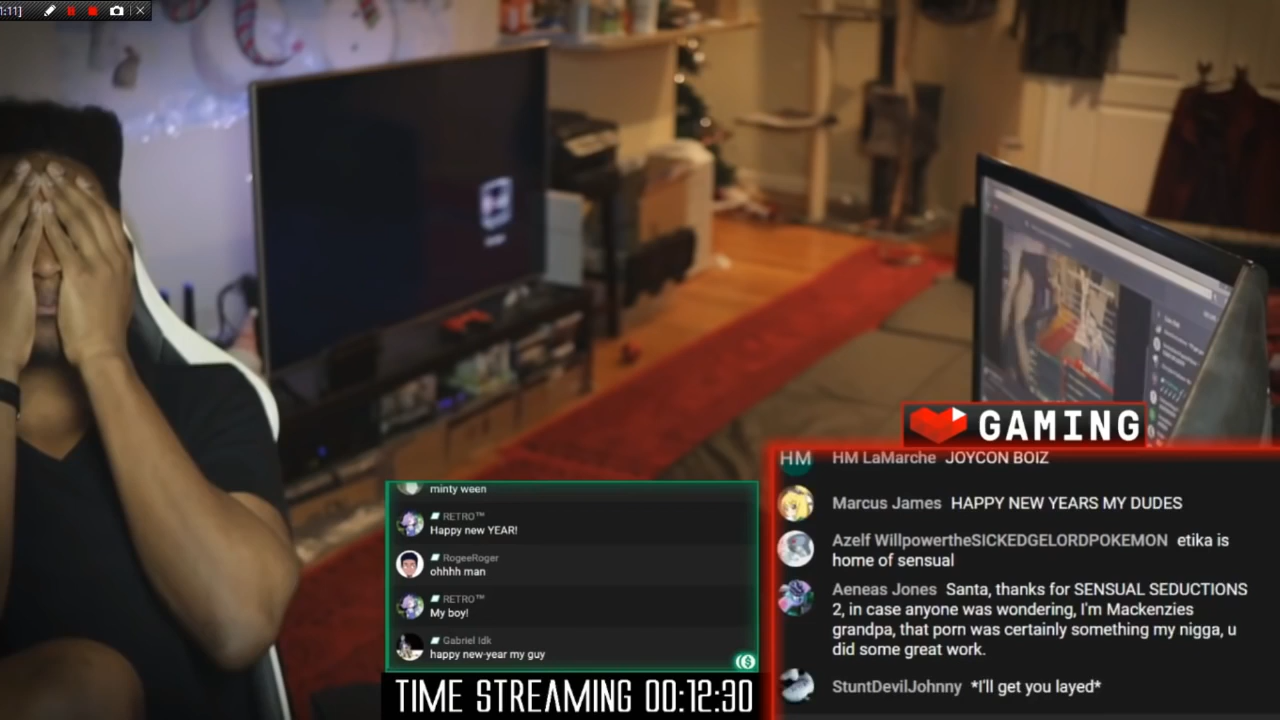 1:11]
GAMING
HM
HM LaMarche JOYCON BOIZ
Marcus James HAPPY NEW YEARS MY DUDES
Azelf WillpowertheSICKEDGELORDPOKEMON etika is
home of sensual
Aeneas Jones Santa, thanks for SENSUAL SEDUCTIONS
2, in case anyone was wondering, I'm Mackenzies
grandpa, that porn was certainly something my nigga, u
did some great work.
StuntDevilJohnny *I'll get you layed*
minty ween
RETRO™
Happy new YEAR!
RogeeRoger
ohhhh man
RETRO™
My boy!
Gabriel Idk
happy new-year my guy
TIME STREAMING 00:12:30